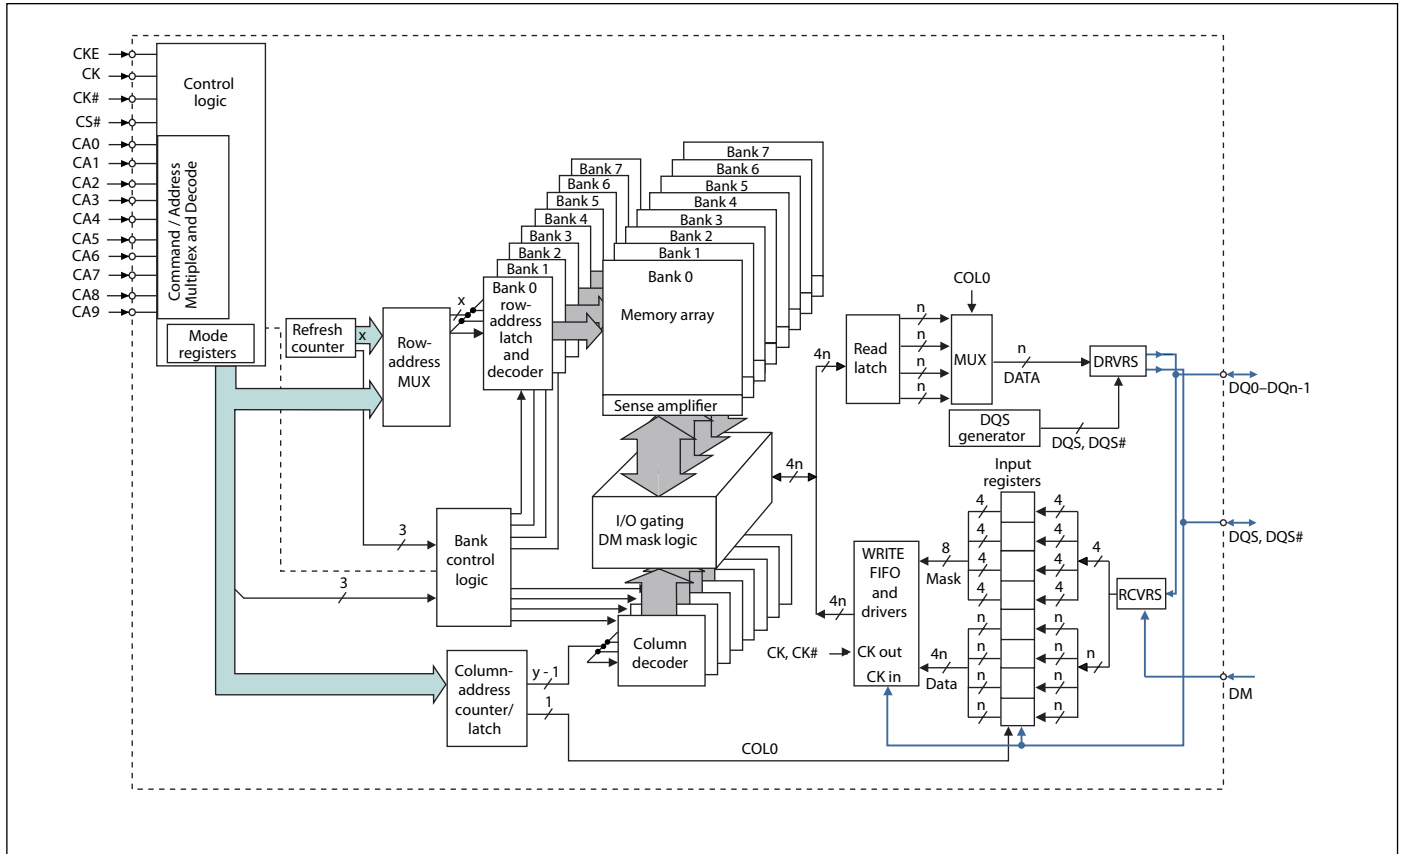 CKE
CK
CK#
CS#
CA0
CA1
CA2
CA3
CA4
CA5
CA6
CA7
CA8
CA9
Control
logic
Command / Address
Multiplex and Decode
Mode
registers
Refresh
counter
x
Row-
address
MUX
x
3
3
Bank
control
logic
Column-
address
counter/
latch
y - 1
1
COL0
Bank 7
Bank 6
Bank 5
Bank 4
Bank 3
Bank 2
Bank 1
Bank 0
row-
address
latch
and
decoder
Bank 7
Bank 6
Bank 5
Bank 4
Bank 3
Bank 2
Bank 1
Bank 0
Memory array
Sense amplifier
I/O gating
DM mask logic
Column
decoder
4n
4n
4n
Read
latch
n
n
n
n
COL0
MUX
n
DATA
DRVRS
DQS
generator
DQS, DQS#
Input
registers
WRITE
FIFO
and
drivers
CK out
CK in
CK, CK#
8
Mask
4n
Data
4
4
4
4
n
n
n
n
4
4
4
4
n
n
n
n
4
n
RCVRS
DQ0–DQn-1
DQS, DQS#
DM